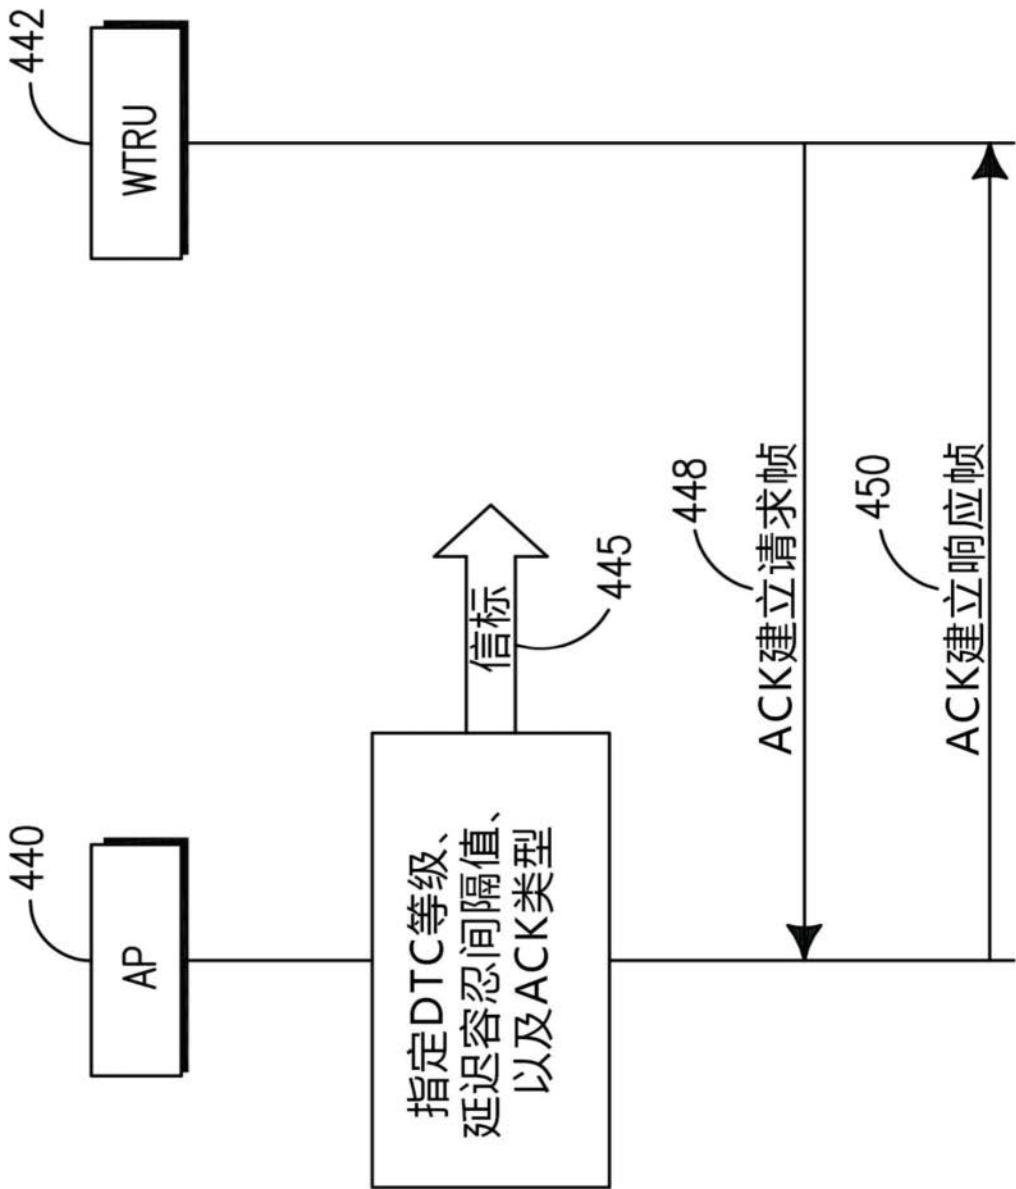 440
442
AP
WTRU
指定DTC等级、
延迟容忍间隔值、
以及ACK类型
信标
445
448
ACK建立请求帧
450
ACK建立响应帧